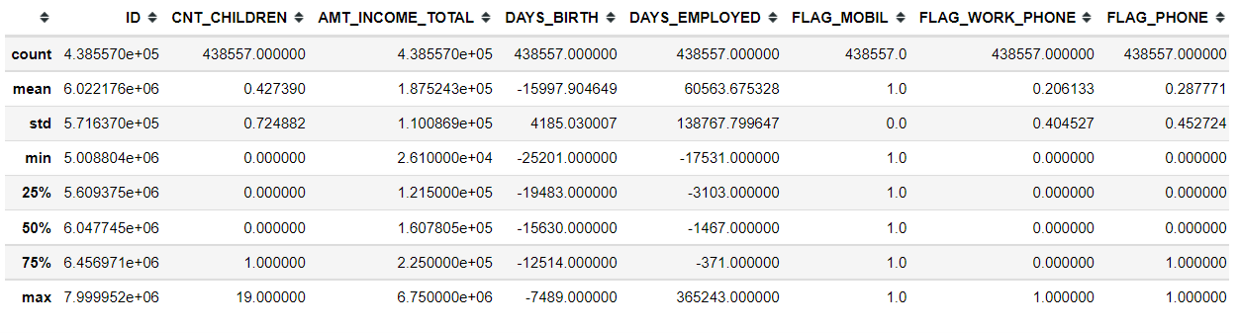 ID CNT_CHILDREN AMT_INCOME_TOTAL DAYS_BIRTH DAYS_EMPLOYED FLAG_MOBIL FLAG_WORK_PHONE FLAG_PHONE
count 4.385570e+05 438557.000000 4.385570e+05 438557.000000 438557.000000 438557.0 438557.000000 438557.000000
mean 6.022176e+06 0.427390 1.875243e+05 -15997.904649 60563.675328 1.0 0.206133 0.287771
std 5.716370e+05 0.724882 1.100869e+05 4185.030007 138767.799647 0.0 0.404527 0.452724
min 5.008804e+06 0.000000 2.610000e+04 -25201.000000 -17531.000000 1.0 0.000000 0.000000
25% 5.609375e+06 0.000000 1.215000e+05 -19483.000000 -3103.000000 1.0 0.000000 0.000000
50% 6.047745e+06 0.000000 1.607805e+05 -15630.000000 -1467.000000 1.0 0.000000 0.000000
75% 6.456971e+06 1.000000 2.250000e+05 -12514.000000 -371.000000 1.0 0.000000 1.000000
max 7.999952e+06 19.000000 6.750000e+06 -7489.000000 365243.000000 1.0 1.000000 1.000000